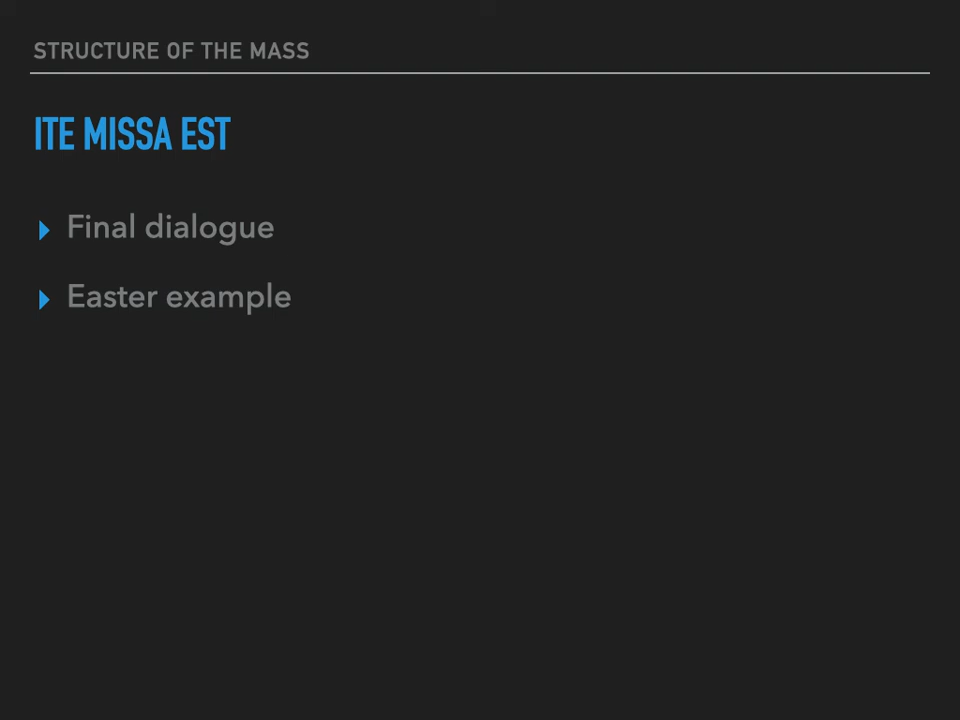 STRUCTURE OF THE MASS
ITE MISSA EST
Final dialogue
Easter example